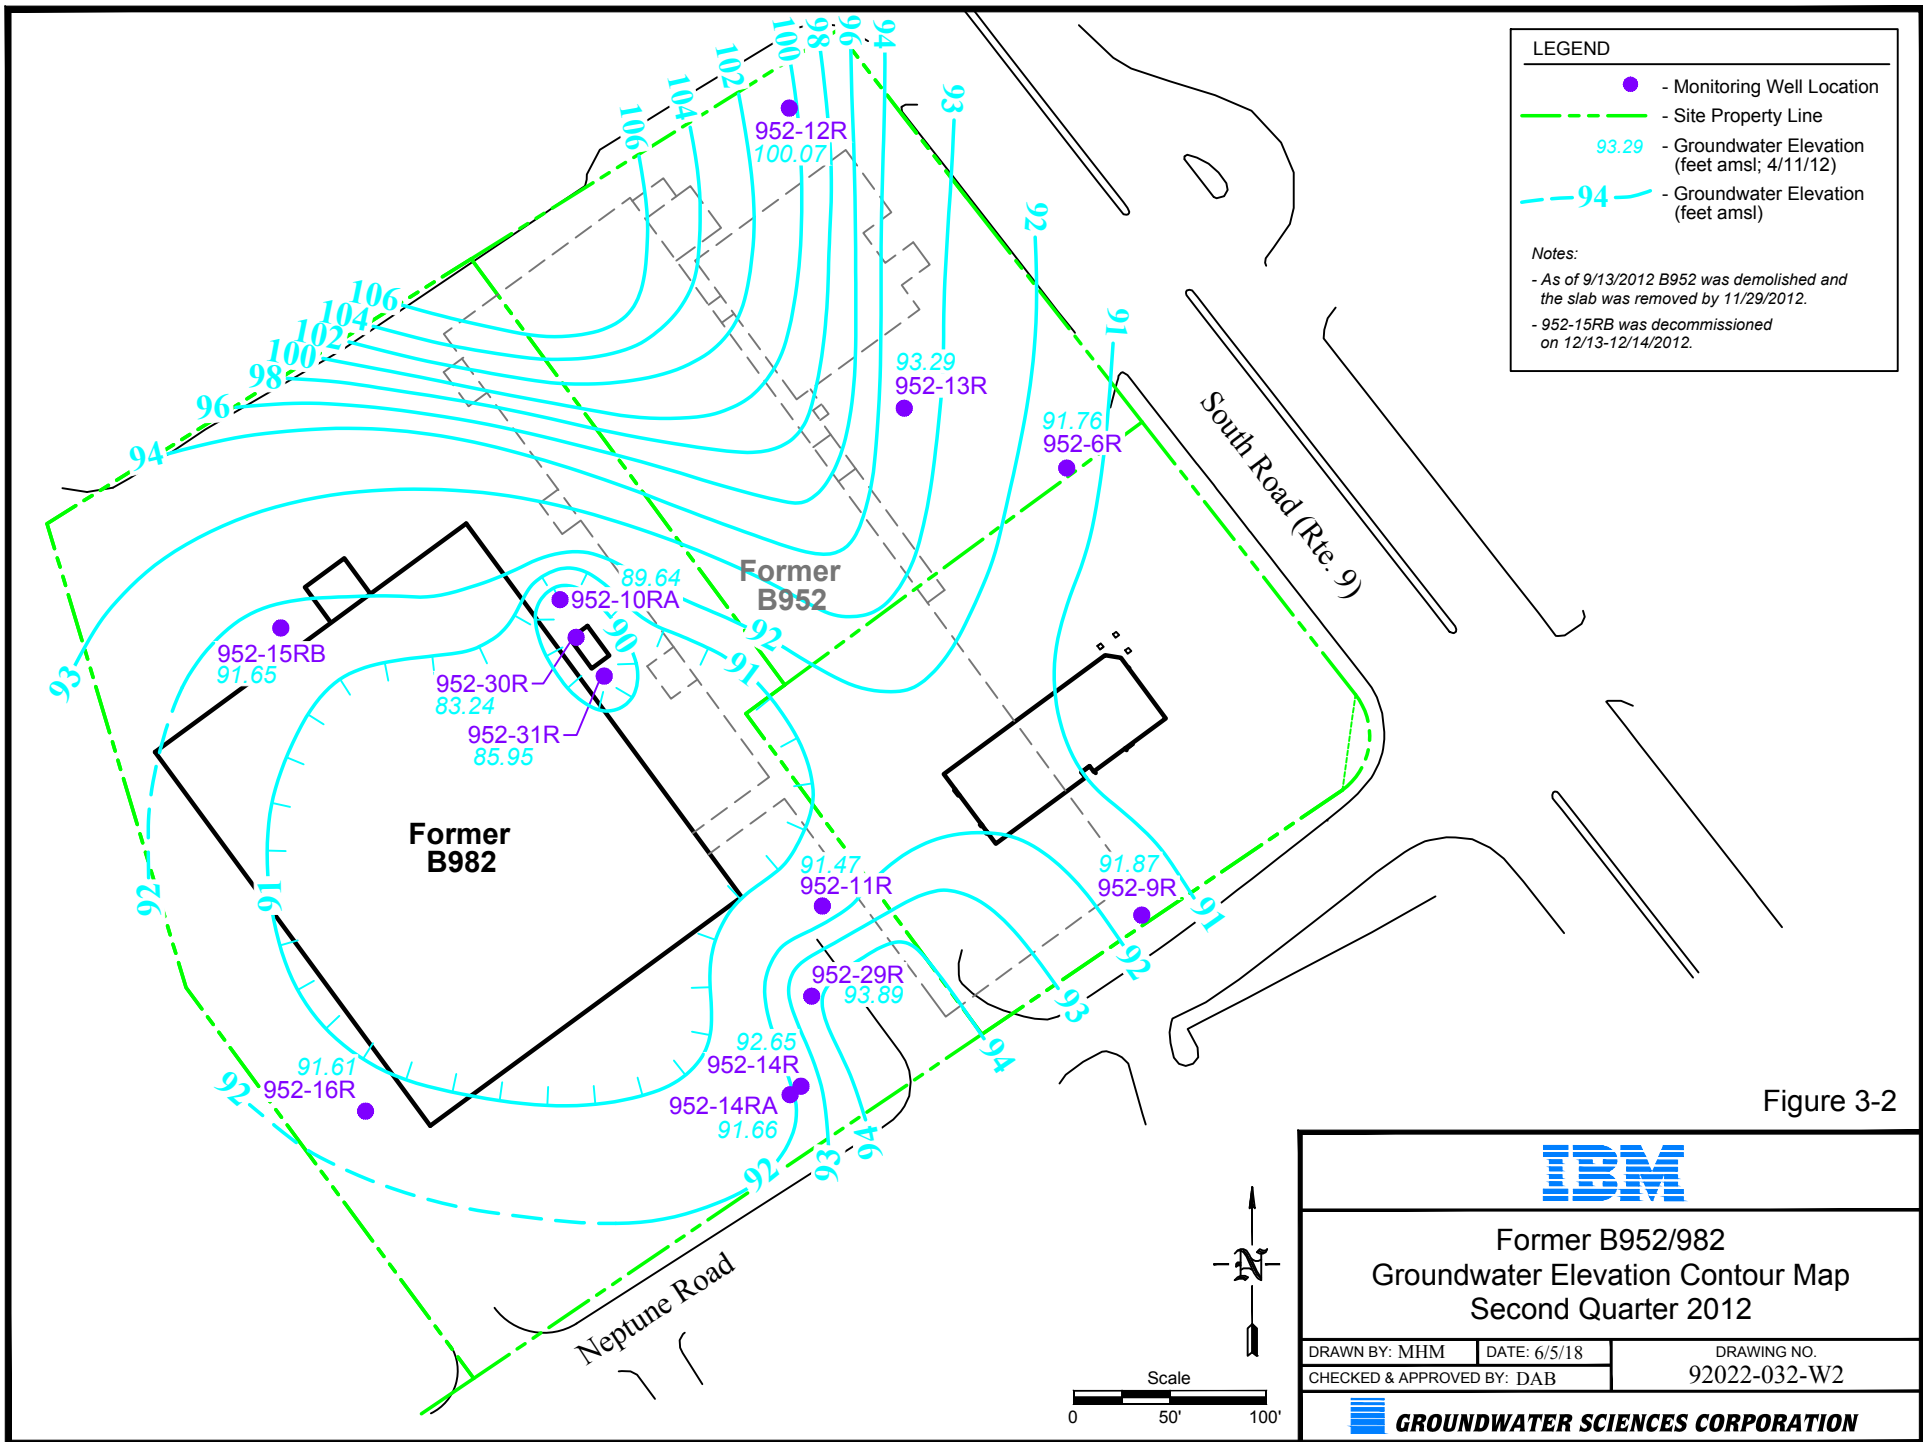 100
98
96
94
102
104
106
93
92
91
952-12R
100.07
106
104
102
100
98
96
94
93
93.29
952-13R
91.76
952-6R
South Road (Rte. 9)
Former
B952
89.64
952-10RA
90
92
91
952-15RB
91.65
952-30R
83.24
952-31R
85.95
Former
B982
92
91
91.47
952-11R
91.87
952-9R
91
92
93
94
952-29R
93.89
92.65
952-14R
952-14RA
91.66
91.61
952-16R
92
92
93
94
Neptune Road
LEGEND
- Monitoring Well Location
- Site Property Line
93.29 - Groundwater Elevation
(feet amsl; 4/11/12)
94 - Groundwater Elevation
(feet amsl)
Notes:
- As of 9/13/2012 B952 was demolished and
the slab was removed by 11/29/2012.
- 952-15RB was decommissioned
on 12/13-12/14/2012.
N
Scale
0 50' 100'
Figure 3-2
IBM
Former B952/982
Groundwater Elevation Contour Map
Second Quarter 2012
DRAWN BY: MHM DATE: 6/5/18
CHECKED & APPROVED BY: DAB
DRAWING NO.
92022-032-W2
GROUNDWATER SCIENCES CORPORATION